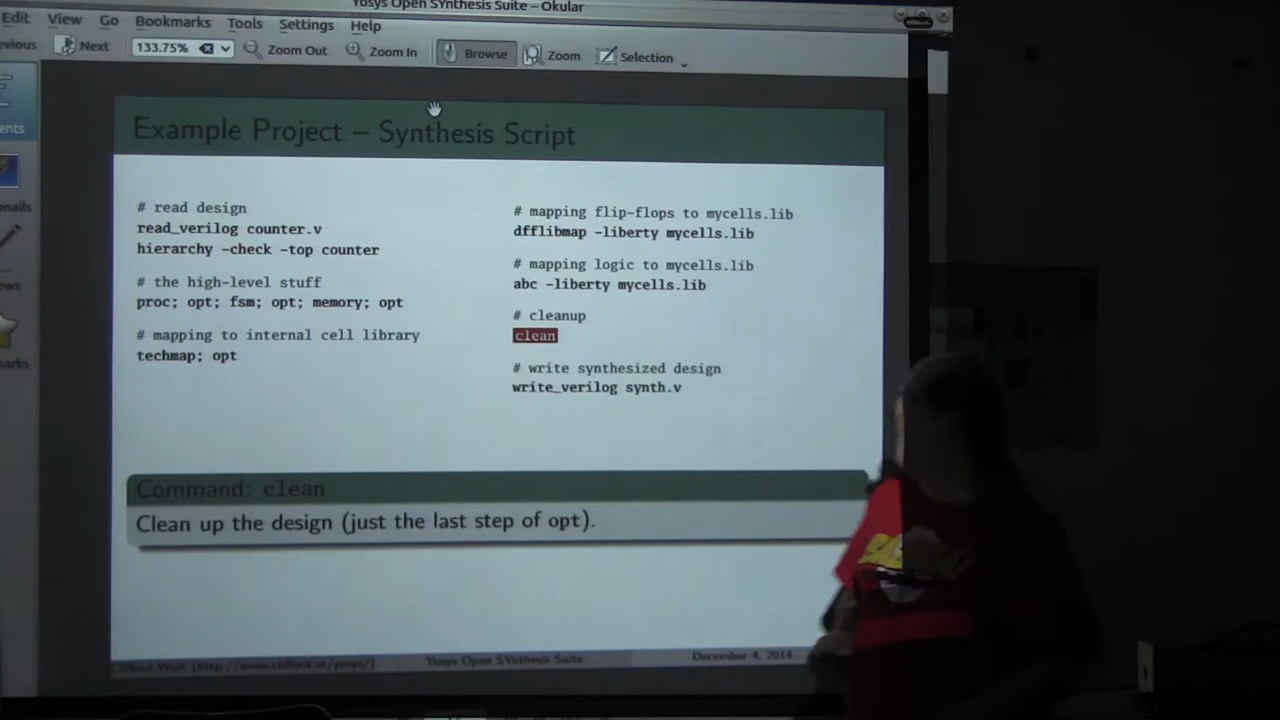 Yosys Open SYnthesis Suite – Okular
Edit View Go Bookmarks Tools Settings Help
Next 133.75% Zoom Out Zoom In Browse Zoom Selection
Example Project – Synthesis Script
# read design
read_verilog counter.v
hierarchy -check -top counter
# the high-level stuff
proc; opt; fsm; opt; memory; opt
# mapping to internal cell library
techmap; opt
# mapping flip-flops to mycells.lib
dfflibmap -liberty mycells.lib
# mapping logic to mycells.lib
abc -liberty mycells.lib
# cleanup
clean
# write synthesized design
write_verilog synth.v
Command: clean
Clean up the design (just the last step of opt).
Yosys Open SYnthesis Suite
December 4, 2014